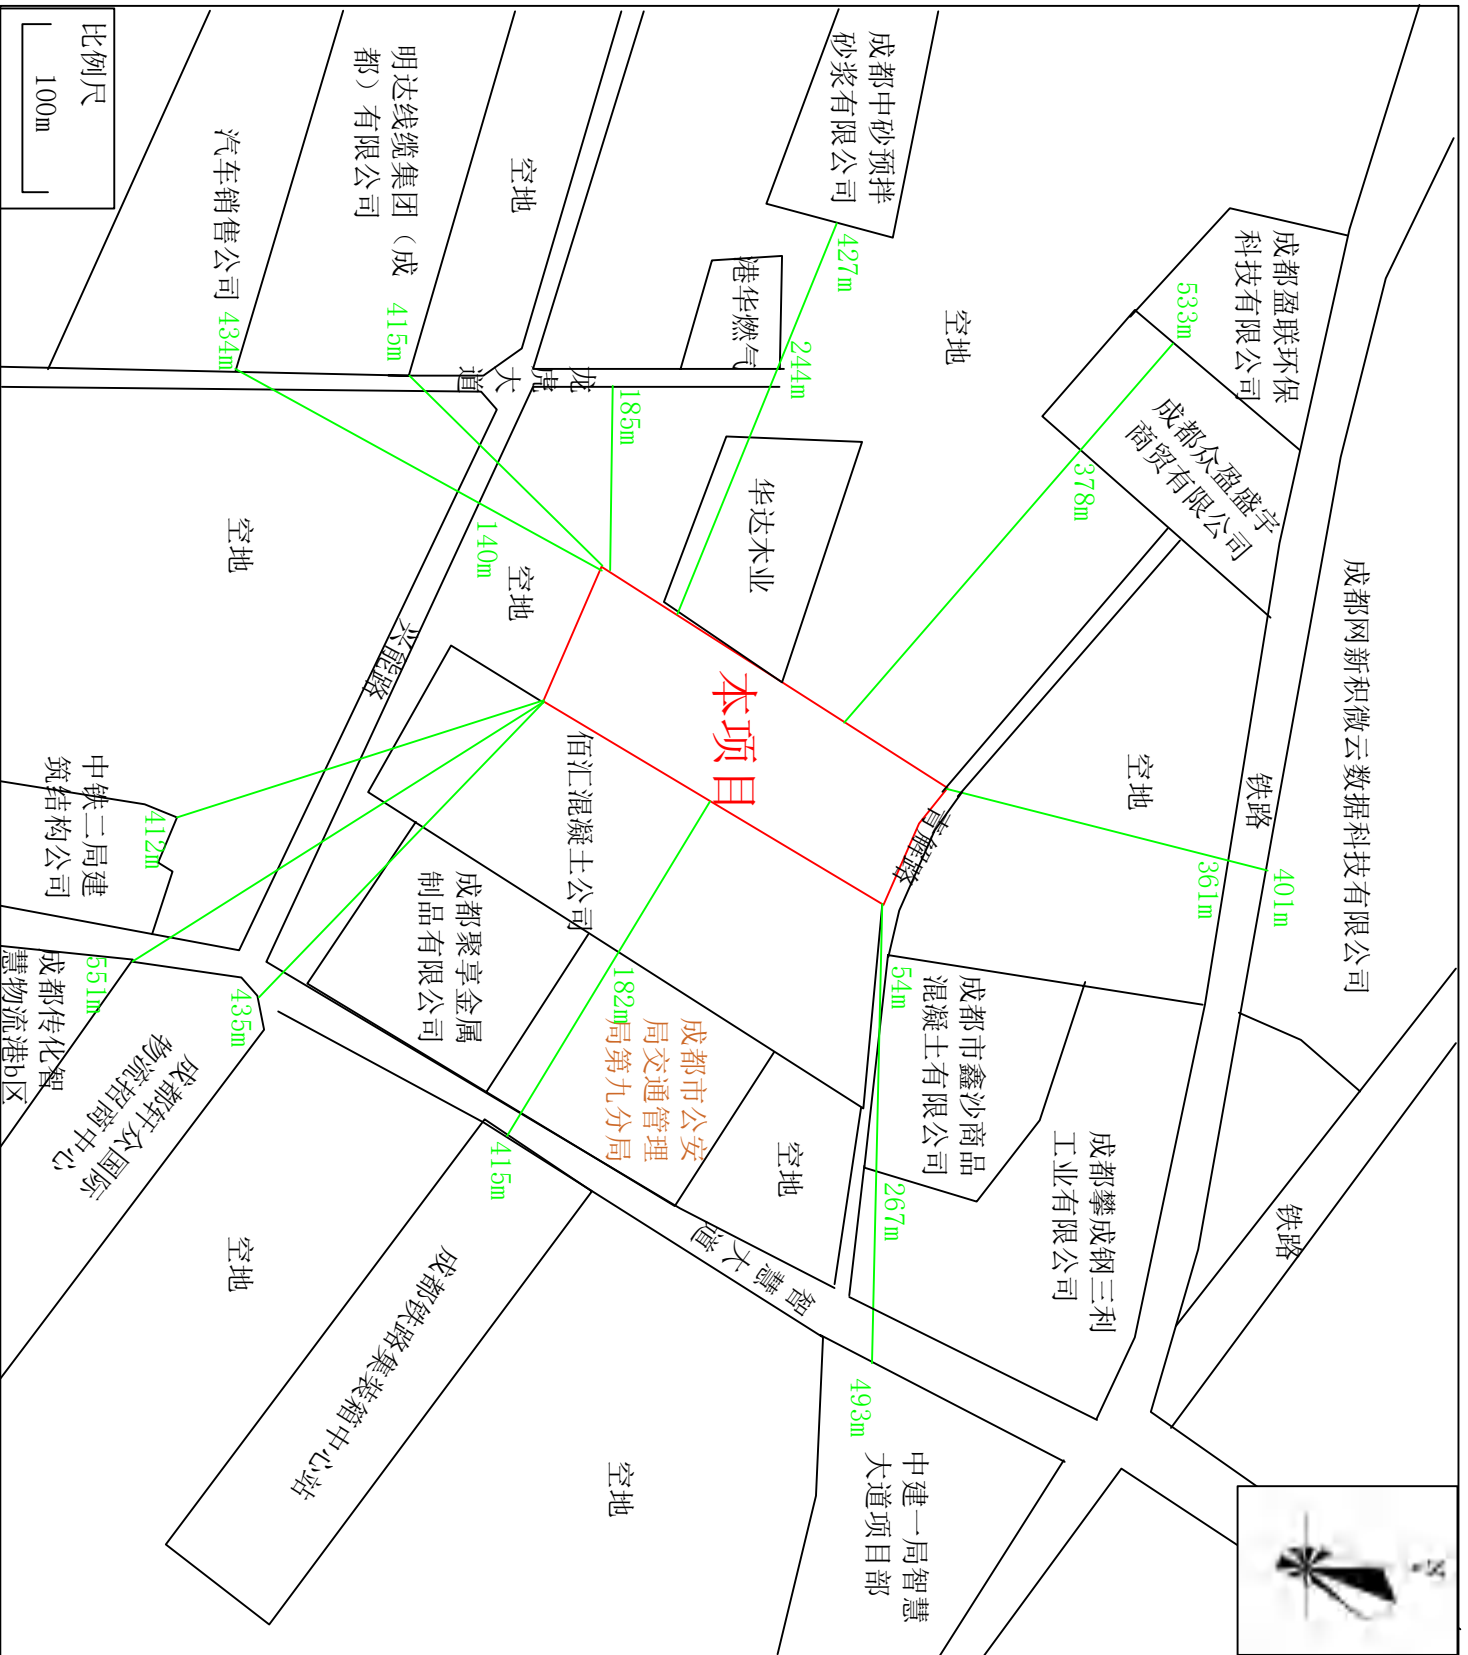 成都网新积微云数据科技有限公司
成都盈联环保
科技有限公司
铁路
铁路
533m
成都众盈盛宇
商贸有限公司
378m
空地
401m
361m
空地
成都攀成钢三利
工业有限公司
成都中砂预拌
砂浆有限公司
427m
244m
港华燃气
成都市鑫沙商品
混凝土有限公司
54m
267m
493m
中建一局智慧
大道项目部
华达木业
本项目
空地
智慧大道
成都市公安
局交通管理
局第九分局
182m
185m
龙虎大道
空地
空地
140m
佰汇混凝土公司
415m
空地
明达线缆集团（成
都）有限公司
415m
成都聚享金属
制品有限公司
兴能路
成都铁路集装箱中心站
汽车销售公司
434m
空地
435m
空地
412m
成都轩众国际
物流招商中心
中铁二局建
筑结构公司
551m
成都传化智
慧物流港b区
比例尺
100m
N